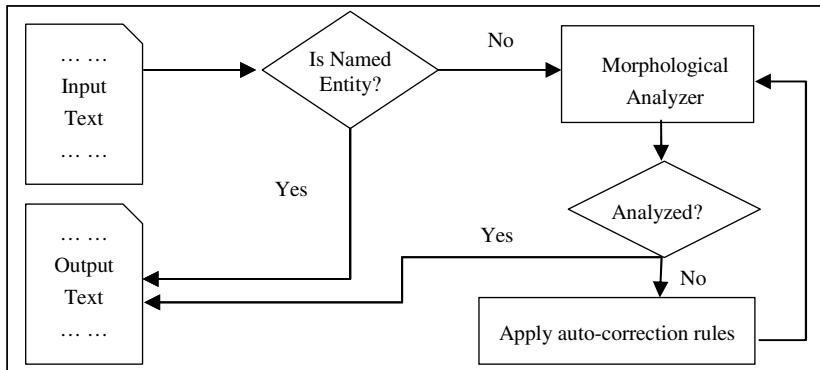 … …
Input
Text
… …
Is Named
Entity?
No
Morphological
Analyzer
Yes
Analyzed?
Yes
No
Apply auto-correction rules
… …
Output
Text
… …